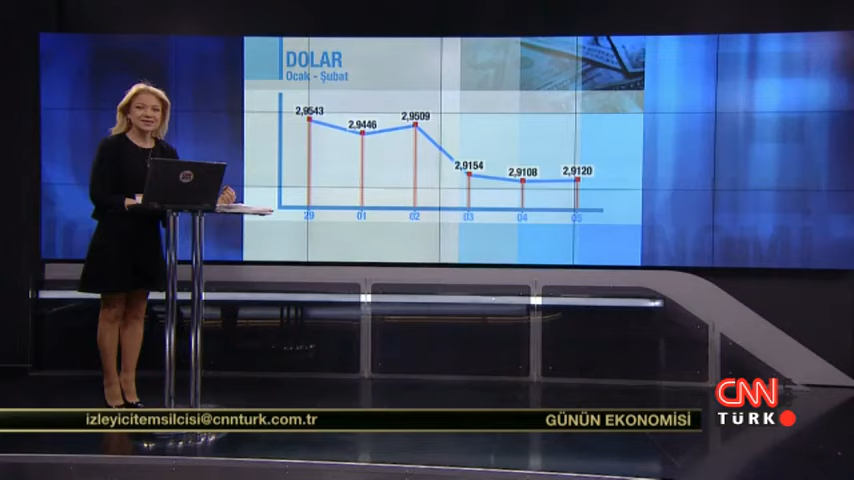 DOLAR
Ocak - Şubat
2,9543
2,9446
2,9509
2,9154
2,9108
2,9120
29
01
02
03
04
05
izleyicitemsilcisi@cnnturk.com.tr
GÜNÜN EKONOMİSİ
CNN
TÜRK